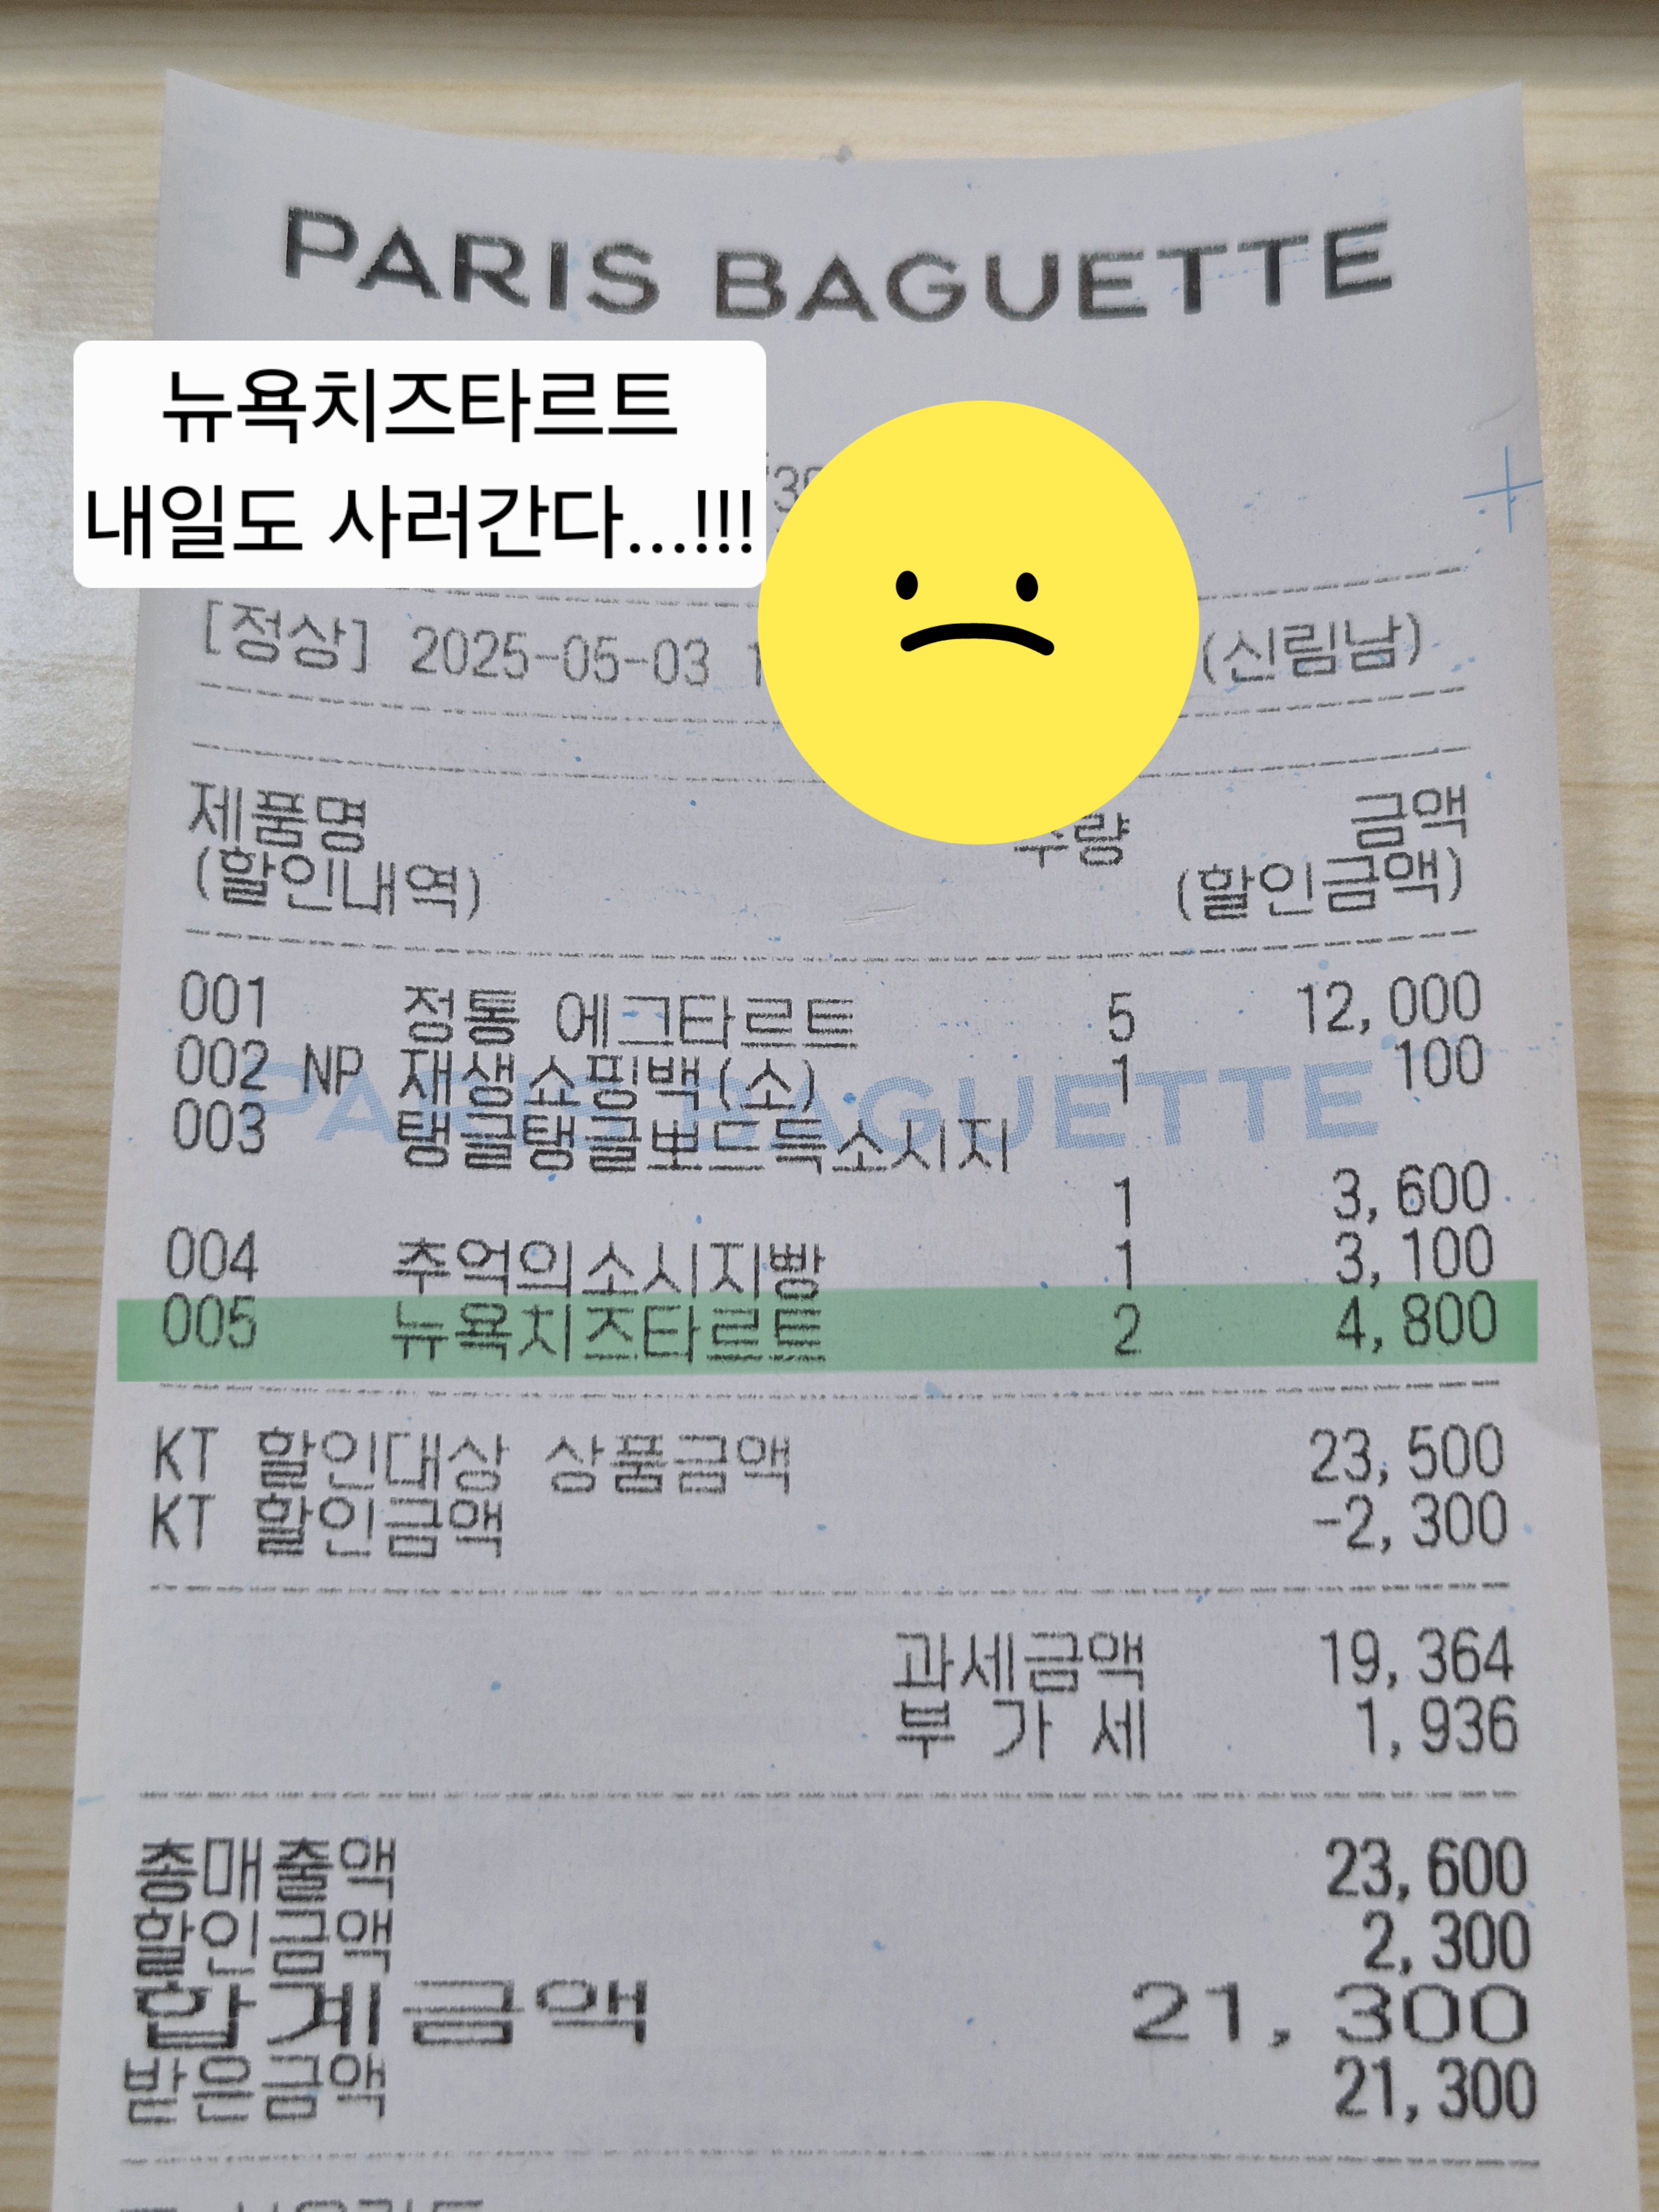 PARIS BAGUETTE
뉴욕치즈타르트
내일도 사러간다...!!!
[정상] 2025-05-03 (신림남)
제품명 수량 금액
(할인내역) (할인금액)
001 정통 에그타르트 5 12,000
002 NP 재생쇼핑백(소) 1 100
PARIS BAGUETTE
003 탱글탱글뽀드득소시지
1 3,600
004 추억의소시지빵 1 3,100
005 뉴욕치즈타르트 2 4,800
KT 할인대상 상품금액 23,500
KT 할인금액 -2,300
과세금액 19,364
부 가 세 1,936
총매출액 23,600
할인금액 2,300
합계금액 21,300
받은금액 21,300